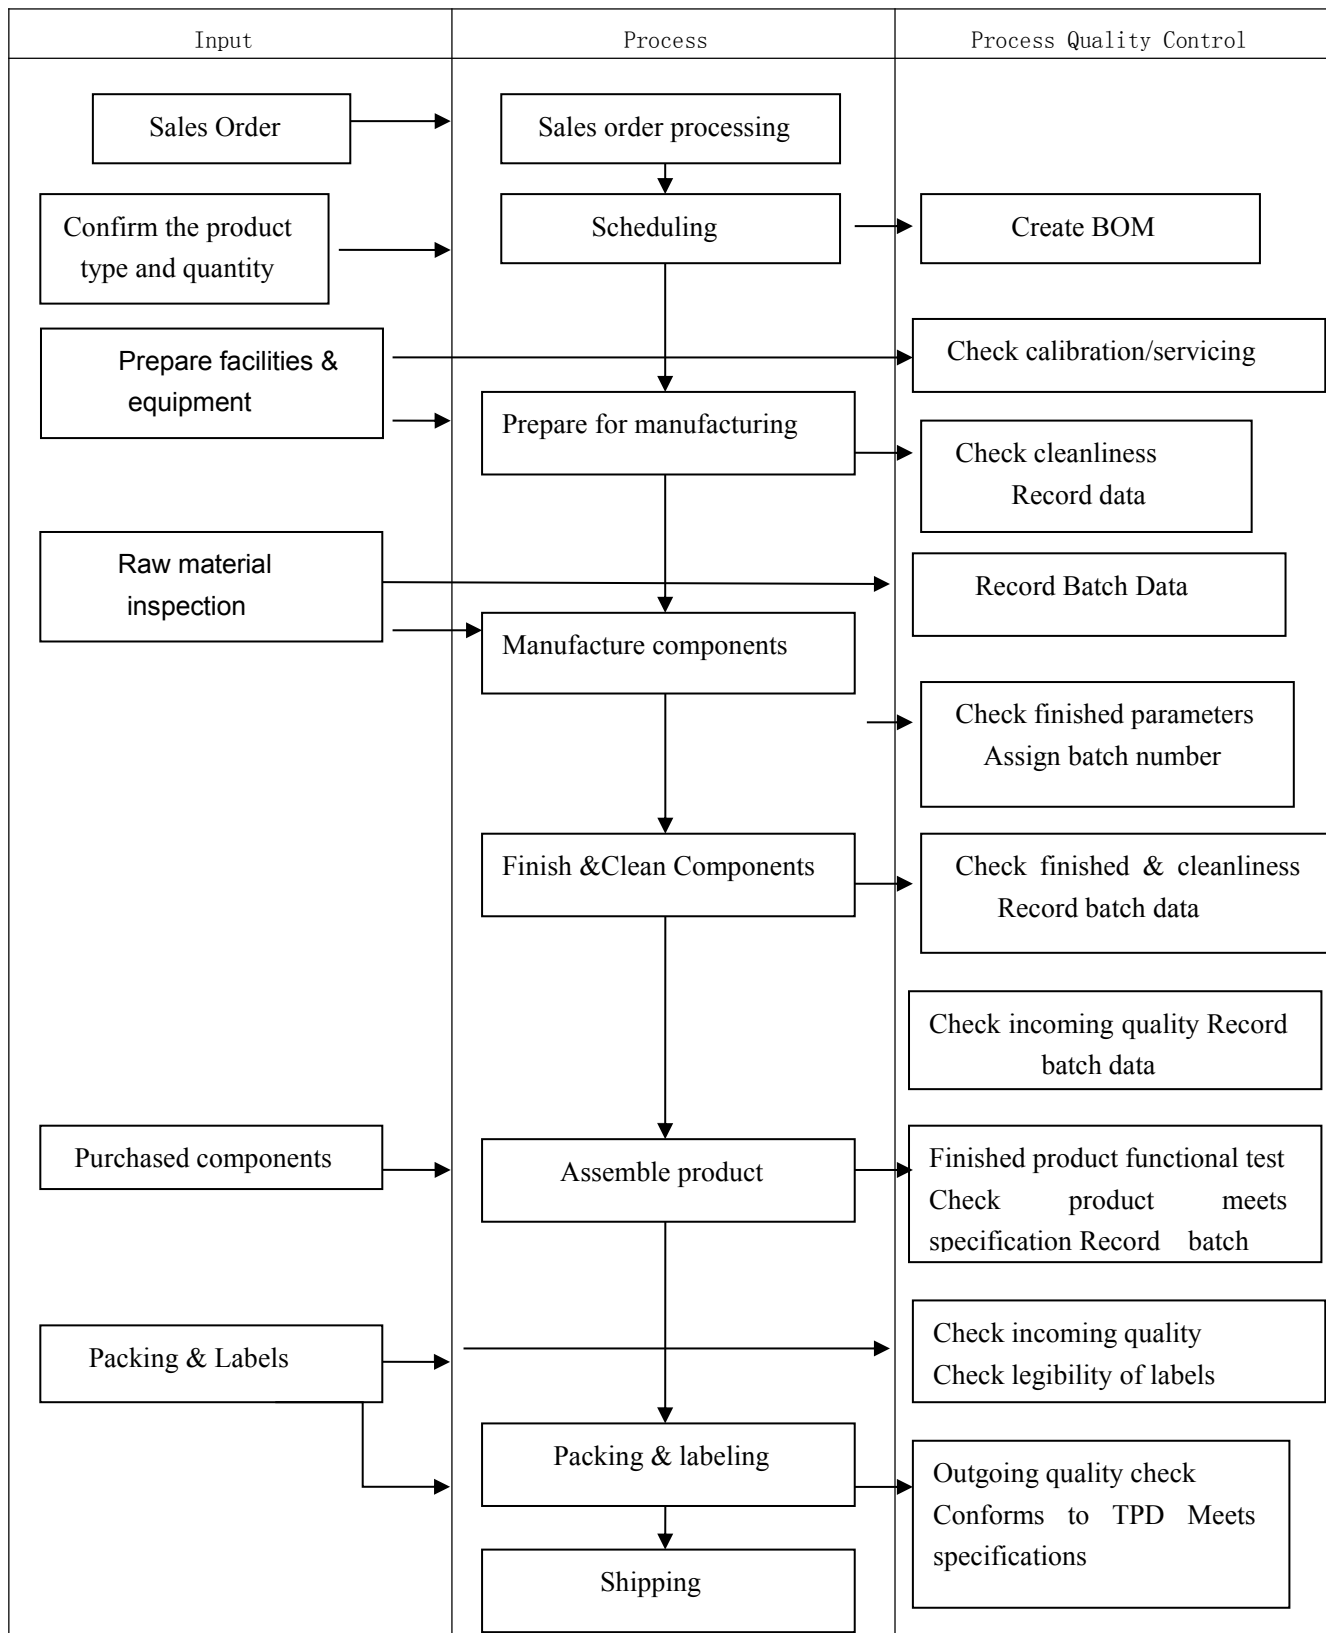 Input
Process
Process Quality Control
Sales Order
Sales order processing
Confirm the product
type and quantity
Scheduling
Create BOM
Prepare facilities &
equipment
Check calibration/servicing
Prepare for manufacturing
Check cleanliness
Record data
Raw material
inspection
Record Batch Data
Manufacture components
Check finished parameters
Assign batch number
Finish &Clean Components
Check finished & cleanliness
Record batch data
Check incoming quality Record
batch data
Purchased components
Assemble product
Finished product functional test
Check product meets
specification Record batch
Packing & Labels
Check incoming quality
Check legibility of labels
Packing & labeling
Outgoing quality check
Conforms to TPD Meets
specifications
Shipping